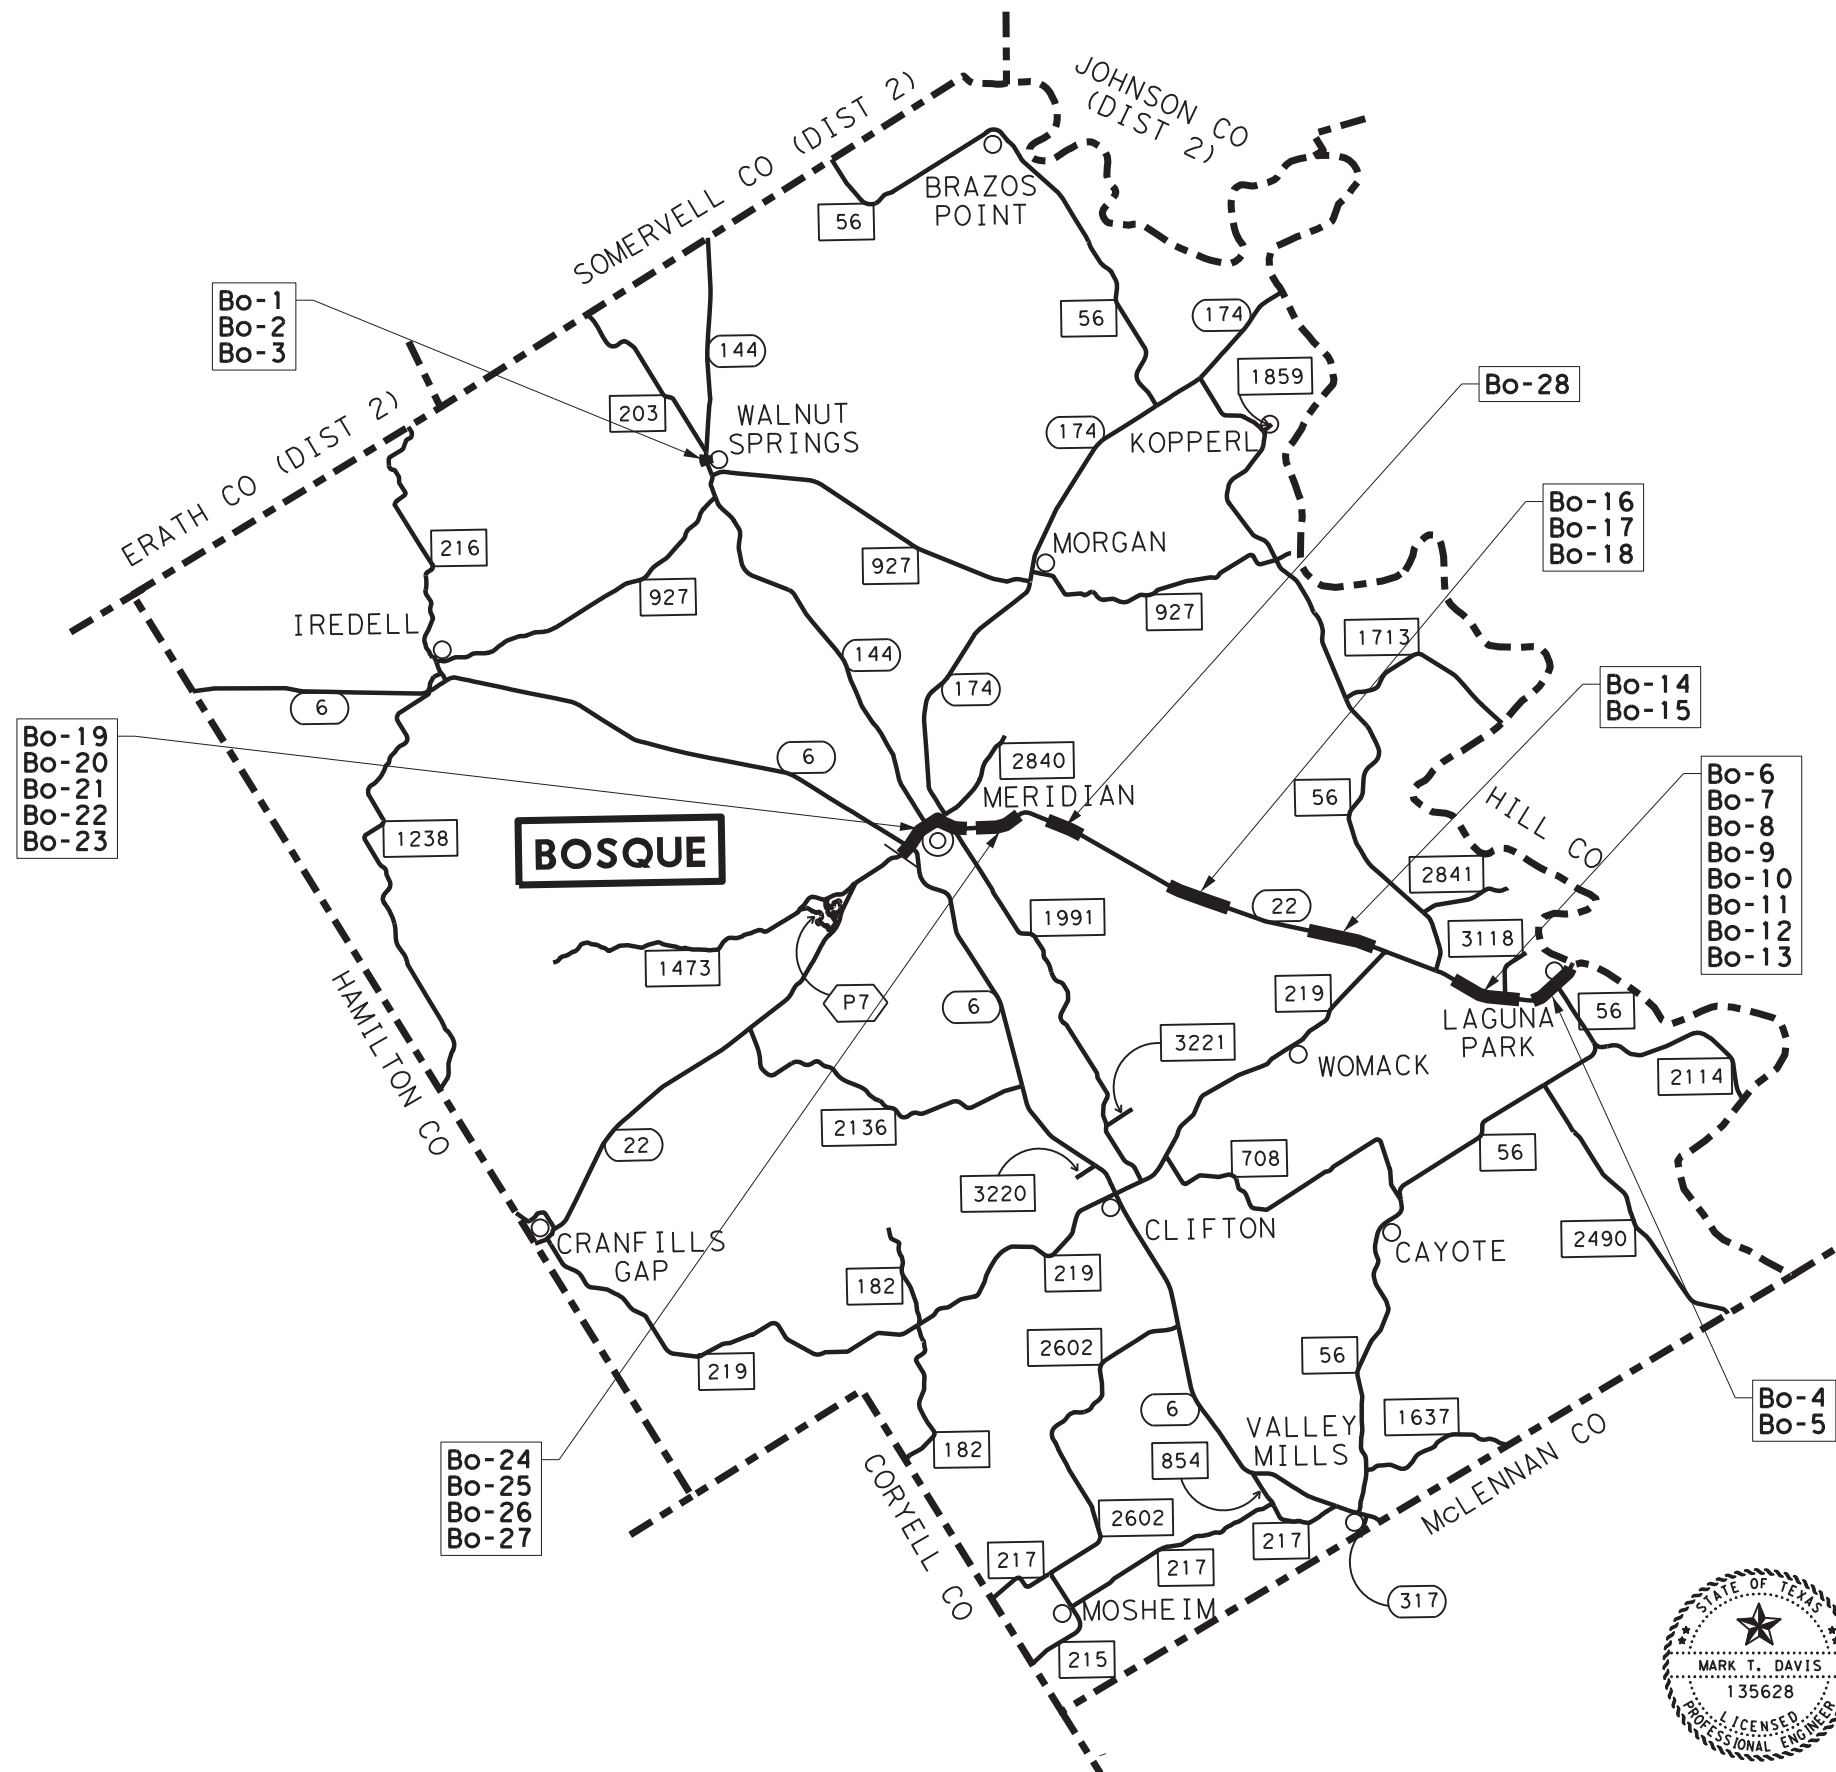 JOHNSON CO
(DIST 2)
SOMERVELL CO (DIST 2)
BRAZOS
POINT
56
Bo-1
Bo-2
Bo-3
144
56
174
1859
Bo-28
203
WALNUT
SPRINGS
174
KOPPERL
ERATH CO (DIST 2)
Bo-16
Bo-17
Bo-18
216
927
MORGAN
927
927
IREDELL
1713
144
174
6
Bo-14
Bo-15
Bo-19
Bo-20
Bo-21
Bo-22
Bo-23
6
2840
MERIDIAN
56
HILL CO
Bo-6
Bo-7
Bo-8
Bo-9
Bo-10
Bo-11
Bo-12
Bo-13
1238
BOSQUE
2841
22
1991
3118
1473
P7
6
219
LAGUNA
PARK
56
HAMILTON CO
3221
WOMACK
2114
2136
22
708
56
3220
CLIFTON
CRANFILLS
GAP
182
219
CAYOTE
2490
219
2602
56
6
1637
Bo-4
Bo-5
VALLEY
MILLS
854
182
Bo-24
Bo-25
Bo-26
Bo-27
CORYELL CO
McLENNAN CO
2602
217
217
217
317
MOSHEIM
215
STATE OF TEXAS
MARK T. DAVIS
135628
LICENSED
PROFESSIONAL ENGINEER